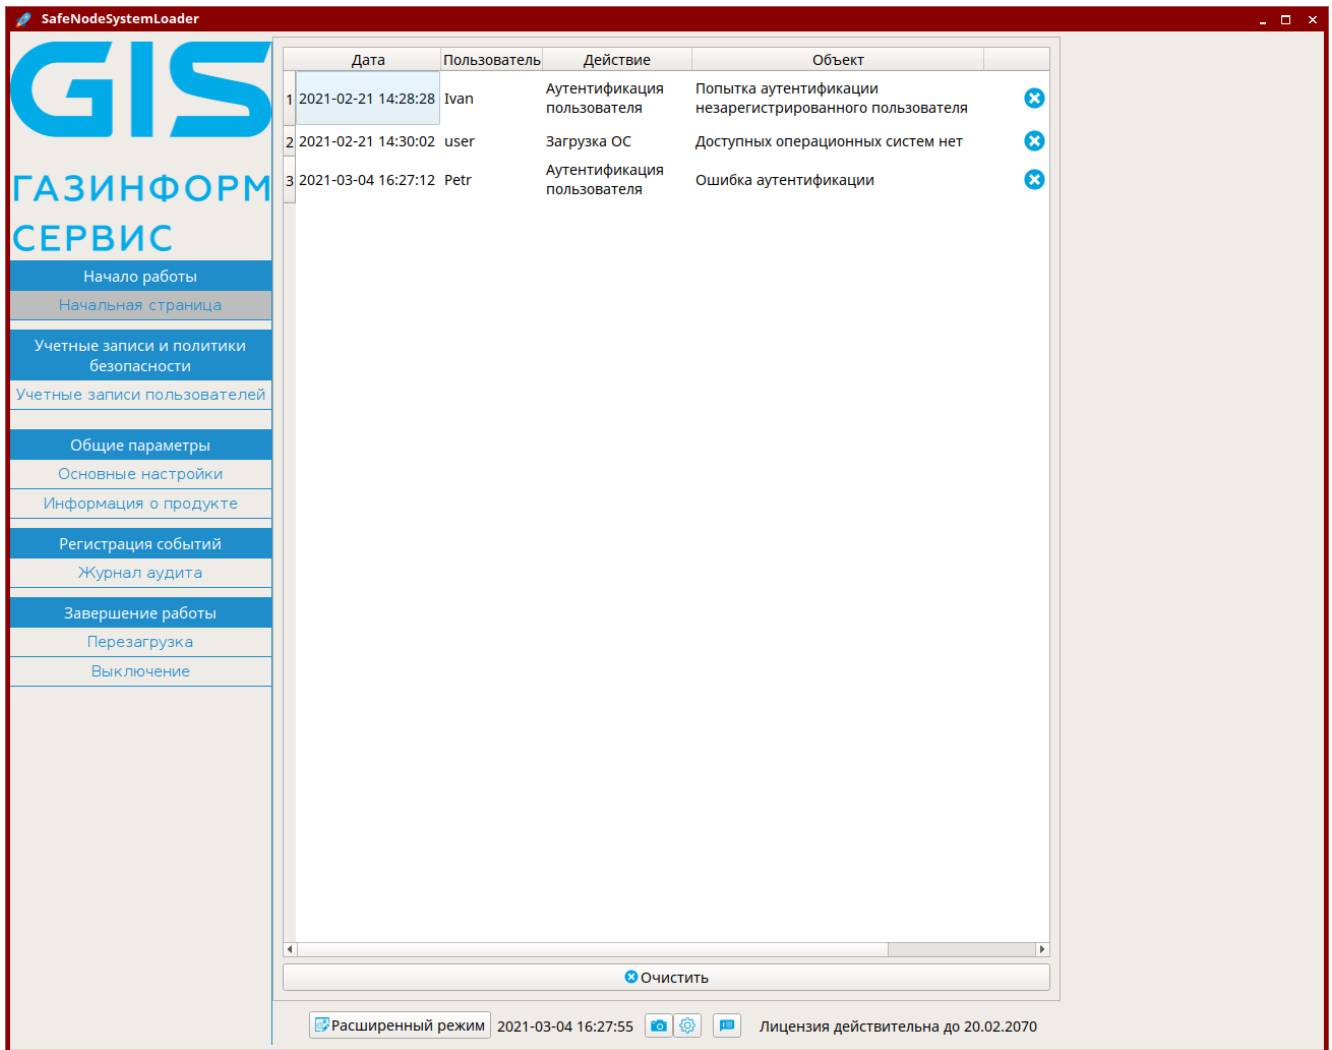 SafeNodeSystemLoader
GIS
ГАЗИНФОРМ
СЕРВИС
Начало работы
Начальная страница
Учетные записи и политики
безопасности
Учетные записи пользователей
Общие параметры
Основные настройки
Информация о продукте
Регистрация событий
Журнал аудита
Завершение работы
Перезагрузка
Выключение
Дата Пользователь Действие Объект
1 2021-02-21 14:28:28 Ivan Аутентификация пользователя Попытка аутентификации незарегистрированного пользователя
2 2021-02-21 14:30:02 user Загрузка ОС Доступных операционных систем нет
3 2021-03-04 16:27:12 Petr Аутентификация пользователя Ошибка аутентификации
Очистить
Расширенный режим 2021-03-04 16:27:55 Лицензия действительна до 20.02.2070